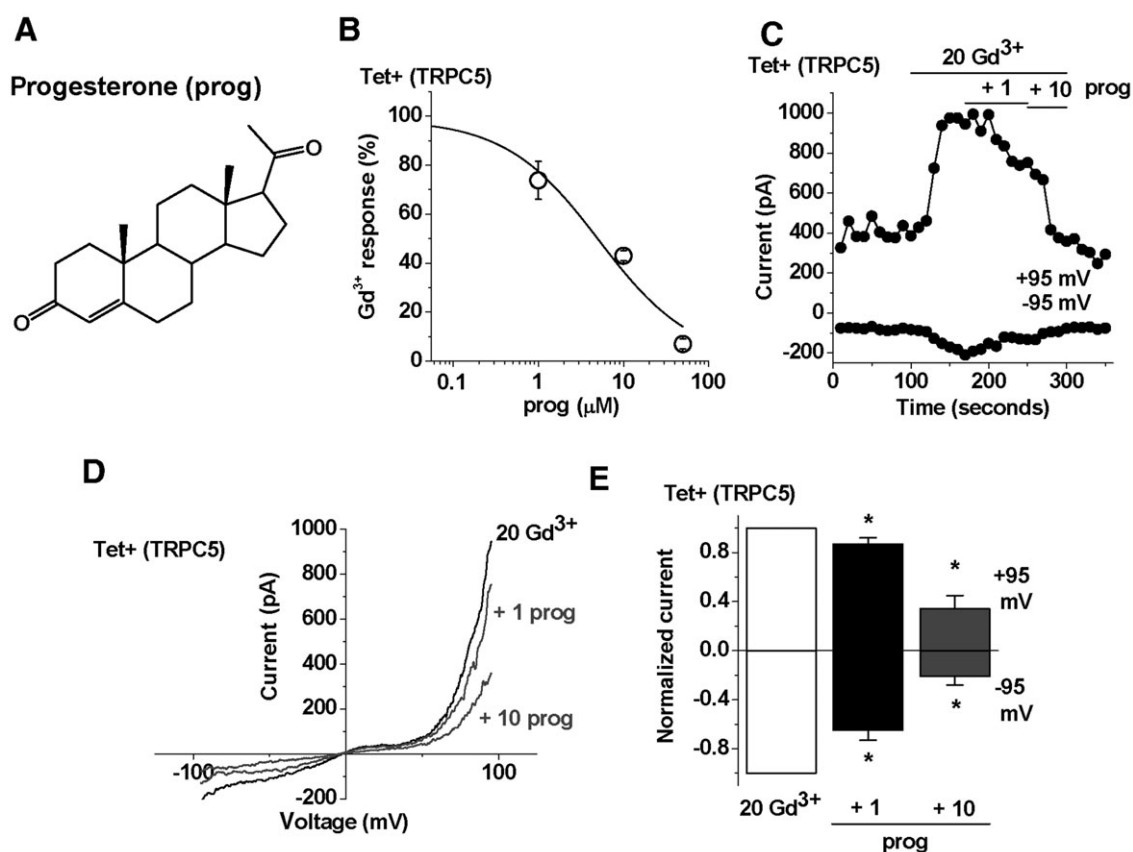 A
Progesterone (prog)
O
O
B
Tet+ (TRPC5)
Gd³⁺ response (%)
100
80
60
40
20
0
0.1
1
10
100
prog (μM)
C
Tet+ (TRPC5)
20 Gd³⁺
+ 1
+ 10
prog
Current (pA)
1000
800
600
400
200
0
-200
+95 mV
-95 mV
0
100
200
300
Time (seconds)
D
Tet+ (TRPC5)
Current (pA)
1000
800
600
400
200
-200
-100
100
20 Gd³⁺
+ 1 prog
+ 10 prog
Voltage (mV)
E
Tet+ (TRPC5)
Normalized current
0.8
0.4
0.0
-0.4
-0.8
*
*
*
*
+95
mV
-95
mV
20 Gd³⁺
+ 1
+ 10
prog